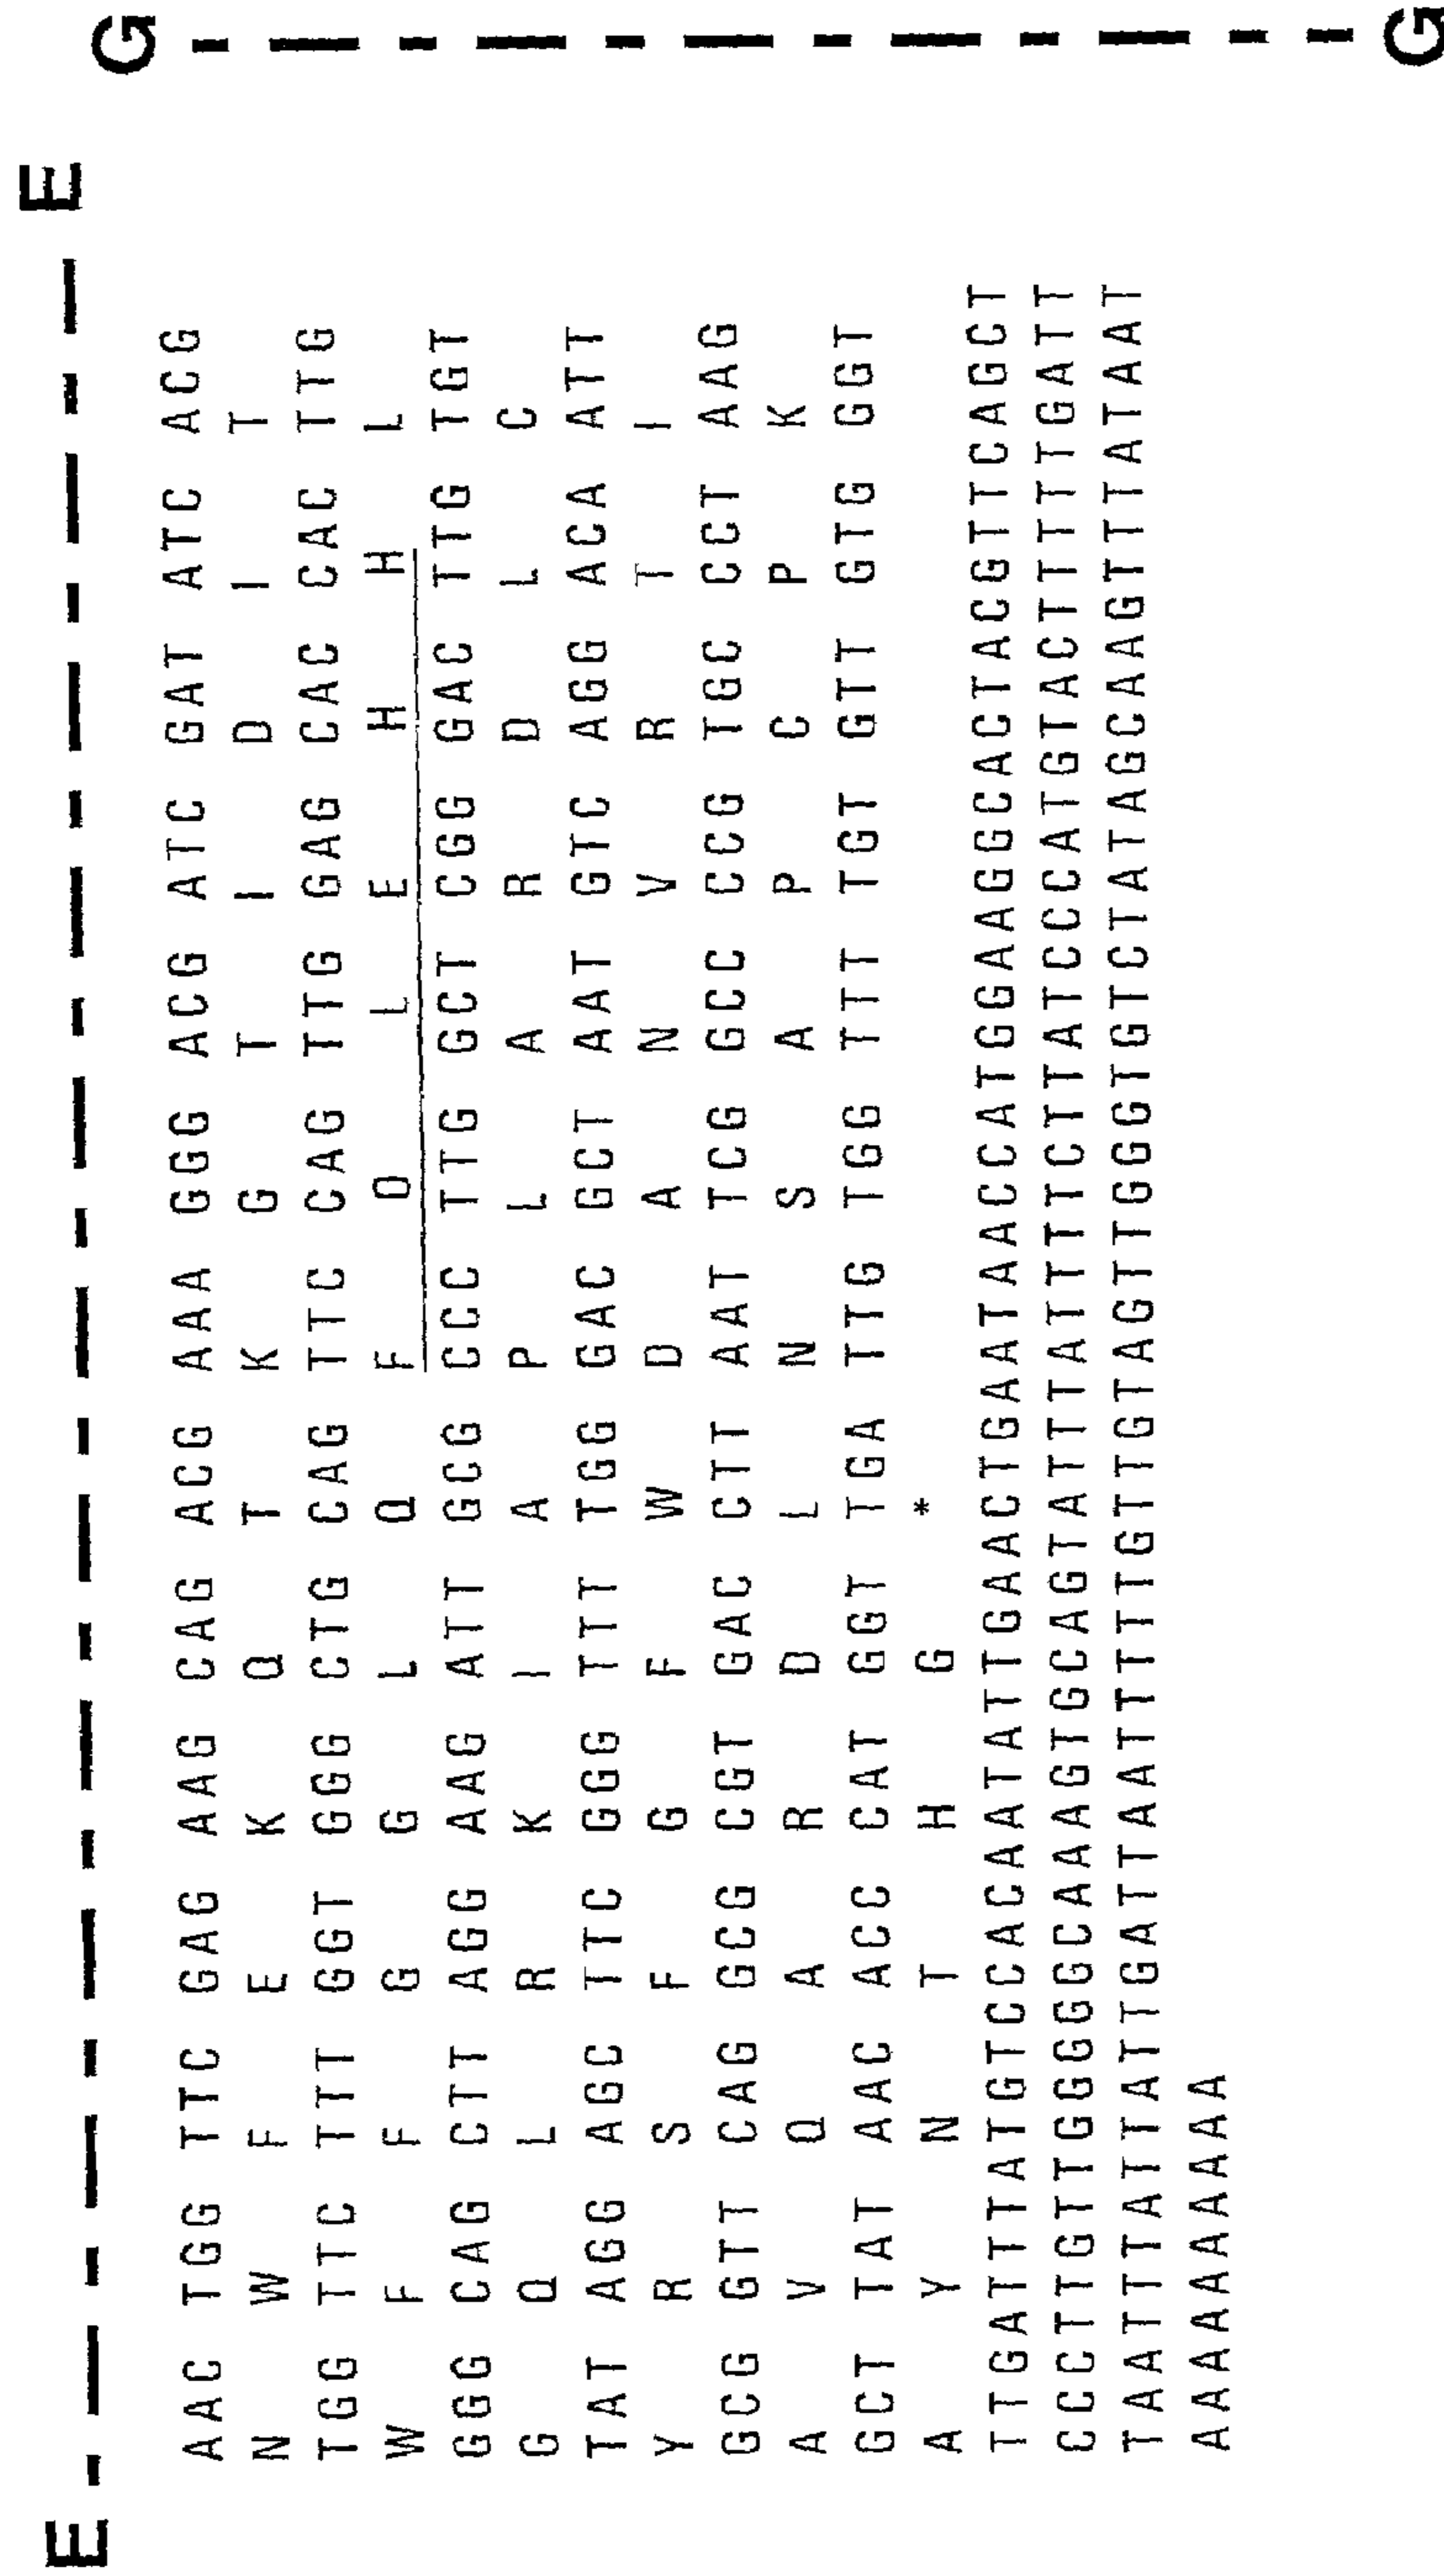 E E
AAC TGG TTC GAG AAG CAG ACG AAA GGG ACG ATC GAT ATC ACG
N W F E K Q T K G T I D I T
TGG TTC TTT GGT GGG CTG CAG TTC CAG TTG GAG CAC CAC TTG
W F F G G L Q F Q L E H H L
GGG CAG CTT AGG AAG ATT GCG CCC TTG GCT CGG GAC TTG TGT
G Q L R K I A P L A R D L C
TAT AGG AGC TTC GGG TTT TGG GAC GCT AAT GTC AGG ACA ATT
Y R S F G F W D A N V R T I
GCG GTT CAG GCG CGT GAC CTT AAT TCG GCC CCG TGC CCT AAG
A V Q A R D L N S A P C P K
GCT TAT AAC ACC CAT GGT TGA TTG TGG TTT TGT GTT GTG GGT
A Y N T H G *
TTGATTTATGTCCACAATATTGAACTGAATAACCATGGAAGGCACTACGTTCAGCT
CCCTTGTTGGGGGCAAAGTGCAGTATTTATTTTCTTATCCCATGTACTTTTTGATT
TAATTTATTATTGATTAATTTTTGTTGTAGTTGGGTGTCTATAGCAAGTTTATAAT
AAAAAAAAAA
G
G